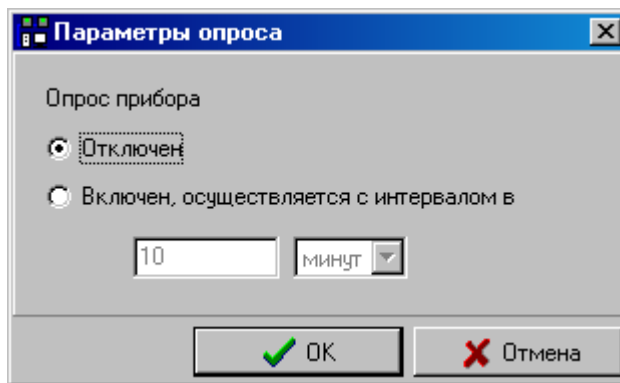 Параметры опроса
Опрос прибора
Отключен
Включен, осуществляется с интервалом в
10 минут
OK Отмена